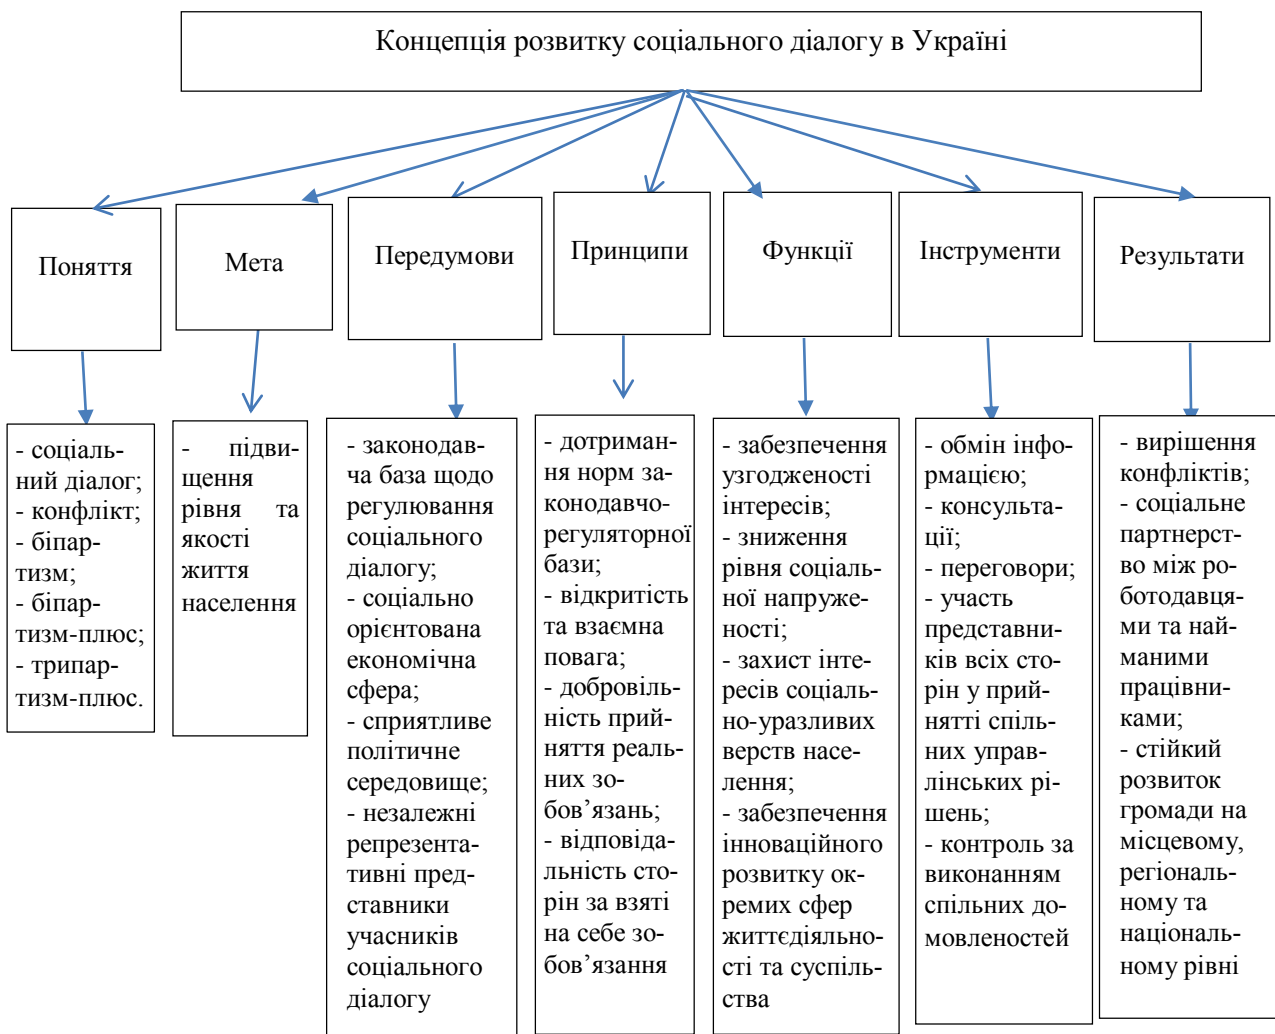 Концепція розвитку соціального діалогу в Україні
Поняття
Мета
Передумови
Принципи
Функції
Інструменти
Результати
- соціаль-
ний діалог;
- конфлікт;
- біпар-
тизм;
- біпар-
тизм-плюс;
- трипар-
тизм-плюс.
- підви-
щення
рівня та
якості
життя
населення
- законодав-
ча база щодо
регулювання
соціального
діалогу;
- соціально
орієнтована
економічна
сфера;
- сприятливе
політичне
середовище;
- незалежні
репрезента-
тивні пред-
ставники
учасників
соціального
діалогу
- дотриман-
ня норм за-
конодавчо-
регуляторної
бази;
- відкритість
та взаємна
повага;
- добровіль-
ність прий-
няття реаль-
них зо-
бов’язань;
- відповіда-
льність сто-
рін за взяті
на себе зо-
бов’язання
- забезпечення
узгодженості
інтересів;
- зниження
рівня соціаль-
ної напруже-
ності;
- захист інте-
ресів соціаль-
но-уразливих
верств насе-
лення;
- забезпечення
інноваційного
розвитку ок-
ремих сфер
життєдіяльно-
сті та суспіль-
ства
- обмін інфо-
рмацією;
- консульта-
ції;
- переговори;
- участь
представни-
ків всіх сто-
рін у прий-
нятті спіль-
них управ-
лінських рі-
шень;
- контроль за
виконанням
спільних до-
мовленостей
- вирішення
конфліктів;
- соціальне
партнерст-
во між ро-
ботодавця-
ми та най-
маними
працівни-
ками;
- стійкий
розвиток
громади на
місцевому,
регіональ-
ному та
національ-
ному рівні